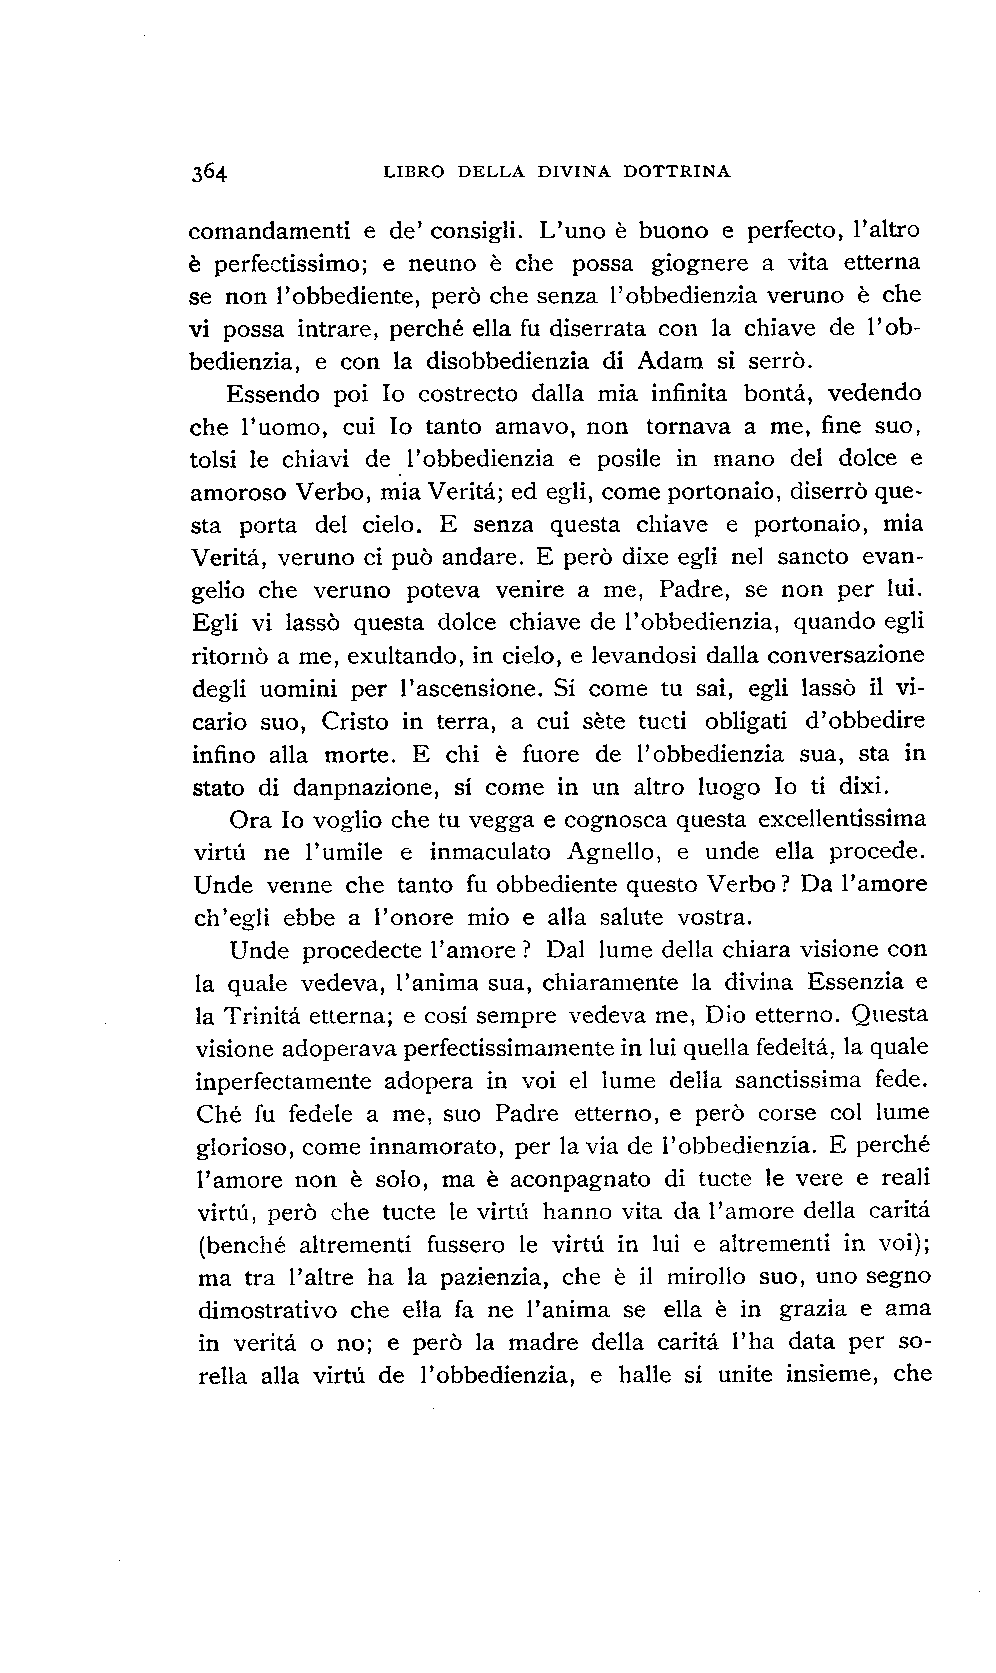 364 LIBRO DELLA DIVINA DOTTRINA
comandamenti e de' consigli. L'uno è buono e perfecto, l'altro
è perfectissimo; e neuno è che possa giognere a vita etterna
se non l'obbediente, però che senza l'obbedienzia veruno è che
vi possa intrare, perché ella fu diserrata con la chiave de l'ob-
bedienzia, e con la disobbedienzia di Adam si serrò.
Essendo poi Io costrecto dalla mia infinita bontá, vedendo
che l'uomo, cui Io tanto amavo, non tornava a me, fine suo,
tolsi le chiavi de l'obbedienzia e posile in mano del dolce e
amoroso Verbo, mia Veritá; ed egli, come portonaio, diserrò que-
sta porta del cielo. E senza questa chiave e portonaio, mia
Veritá, veruno ci può andare. E però dixe egli nel sancto evan-
gelio che veruno poteva venire a me, Padre, se non per lui.
Egli vi lassò questa dolce chiave de l'obbedienzia, quando egli
ritornò a me, exultando, in cielo, e levandosi dalla conversazione
degli uomini per l'ascensione. Sí come tu sai, egli lassò il vi-
cario suo, Cristo in terra, a cui sète tucti obligati d'obbedire
infino alla morte. E chi è fuore de l'obbedienzia sua, sta in
stato di danpnazione, sí come in un altro luogo Io ti dixi.
Ora Io voglio che tu vegga e cognosca questa excellentissima
virtú ne l'umile e inmaculato Agnello, e unde ella procede.
Unde venne che tanto fu obbediente questo Verbo? Da l'amore
ch'egli ebbe a l'onore mio e alla salute vostra.
Unde procedecte l'amore? Dal lume della chiara visione con
la quale vedeva, l'anima sua, chiaramente la divina Essenzia e
la Trinitá etterna; e cosí sempre vedeva me, Dio etterno. Questa
visione adoperava perfectissimamente in lui quella fedeltá, la quale
inperfectamente adopera in voi el lume della sanctissima fede.
Ché fu fedele a me, suo Padre etterno, e però corse col lume
glorioso, come innamorato, per la via de l'obbedienzia. E perché
l'amore non è solo, ma è aconpagnato di tucte le vere e reali
virtú, però che tucte le virtú hanno vita da l'amore della caritá
(benché altrementi fussero le virtú in lui e altrementi in voi);
ma tra l'altre ha la pazienzia, che è il mirollo suo, uno segno
dimostrativo che ella fa ne l'anima se ella è in grazia e ama
in veritá o no; e però la madre della caritá l'ha data per so-
rella alla virtú de l'obbedienzia, e halle sí unite insieme, che